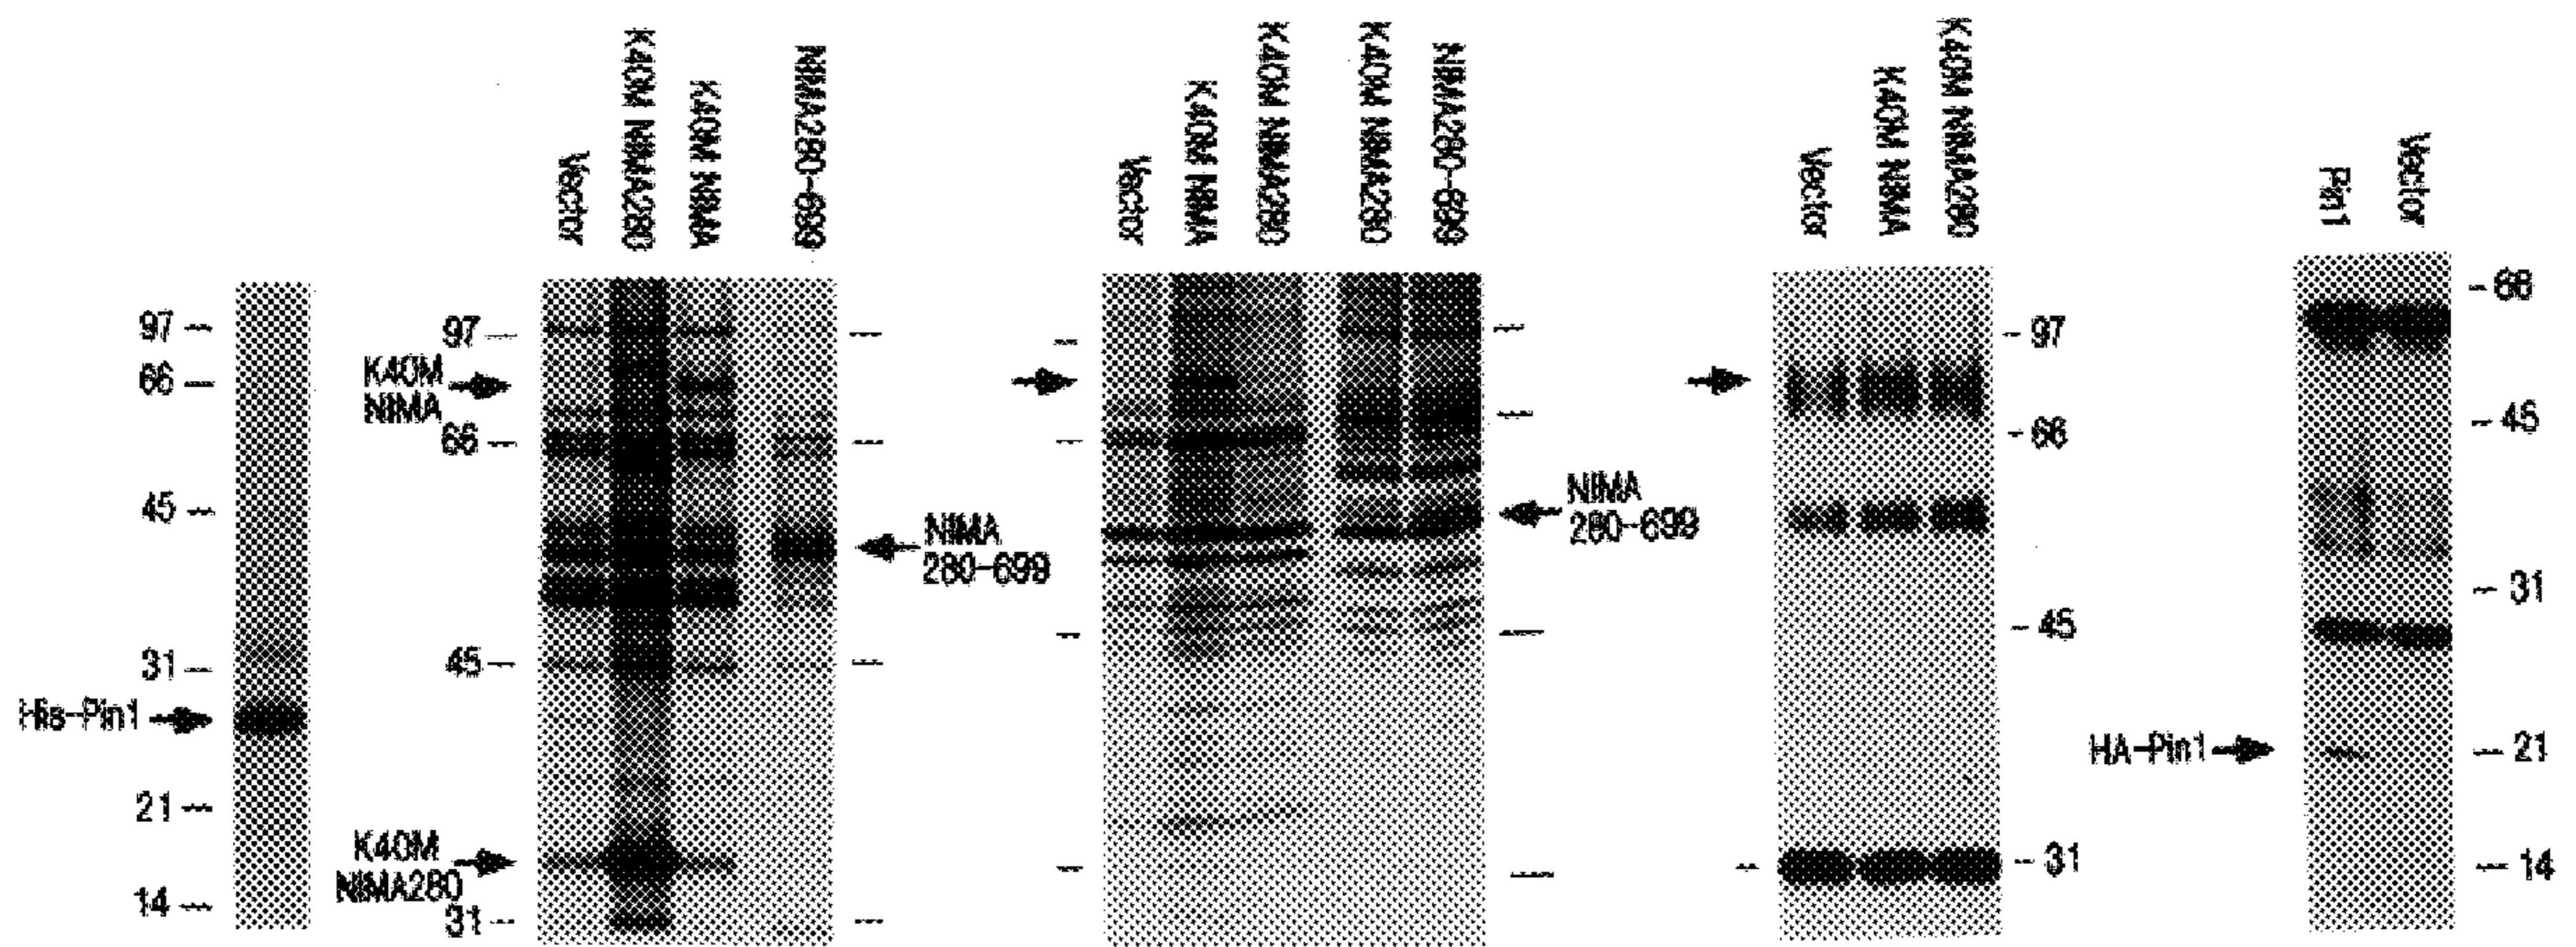 97
66
45
31
His-Pin1
21
14
Vector
K40M NIMA280
K40M NIMA
NIMA280-699
97
K40M
NIMA
66
NIMA
280-699
45
K40M
NIMA280
31
Vector
K40M NIMA
K40M NIMA280
K40M NIMA280
NIMA280-699
NIMA
280-699
Vector
K40M NIMA
K40M NIMA280
97
66
45
31
Pin1
Vector
68
45
31
HA-Pin1
21
14